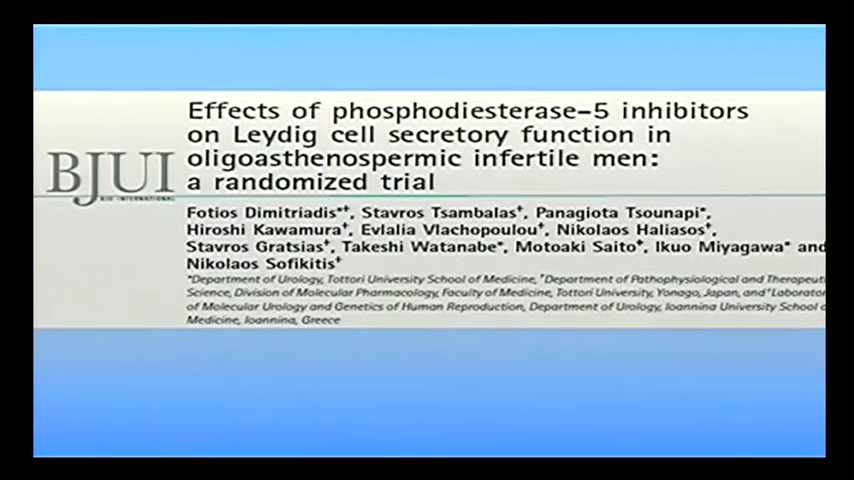 Effects of phosphodiesterase-5 inhibitors
on Leydig cell secretory function in
oligoasthenospermic infertile men:
a randomized trial
BJUI
BJU INTERNATIONAL
Fotios Dimitriadis*†, Stavros Tsambalas†, Panagiota Tsounapi*,
Hiroshi Kawamura†, Evlalia Vlachopoulou†, Nikolaos Haliasos†,
Stavros Gratsias†, Takeshi Watanabe*, Motoaki Saito†, Ikuo Miyagawa* and
Nikolaos Sofikitis†
*Department of Urology, Tottori University School of Medicine, †Department of Pathophysiological and Therapeuti
Science, Division of Molecular Pharmacology, Faculty of Medicine, Tottori University, Yonago, Japan, and †Laborator
of Molecular Urology and Genetics of Human Reproduction, Department of Urology, Ioannina University School o
Medicine, Ioannina, Greece